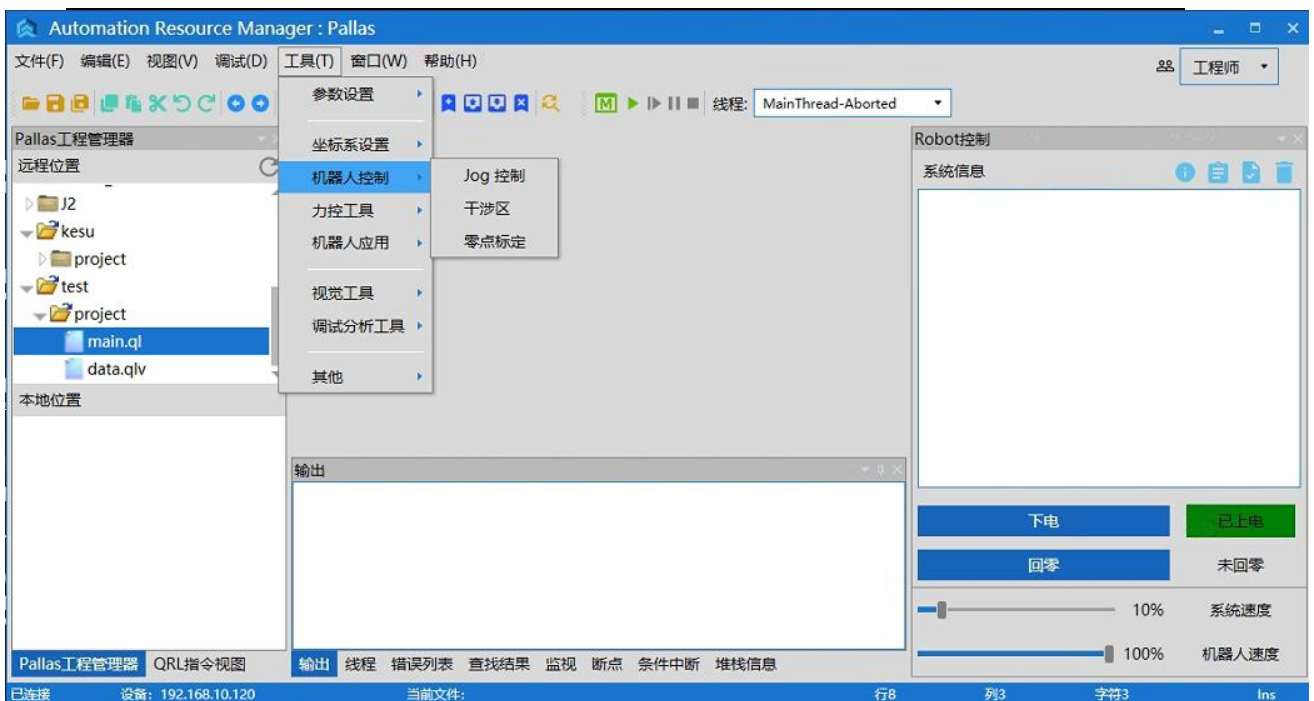 Automation Resource Manager : Pallas
文件(F) 编辑(E) 视图(V) 调试(D) 工具(T) 窗口(W) 帮助(H)
工程师
参数设置
M
线程: MainThread-Aborted
坐标系设置
机器人控制
力控工具
机器人应用
视觉工具
调试分析工具
其他
Jog 控制
干涉区
零点标定
Pallas工程管理器
远程位置
J2
kesu
project
test
project
main.ql
data.qlv
本地位置
Pallas工程管理器 QRL指令视图
输出
输出 线程 错误列表 查找结果 监视 断点 条件中断 堆栈信息
Robot控制
系统信息
下电 已上电
回零 未回零
10% 系统速度
100% 机器人速度
已连接 设备: 192.168.10.120 当前文件: 行8 列3 字符3 Ins